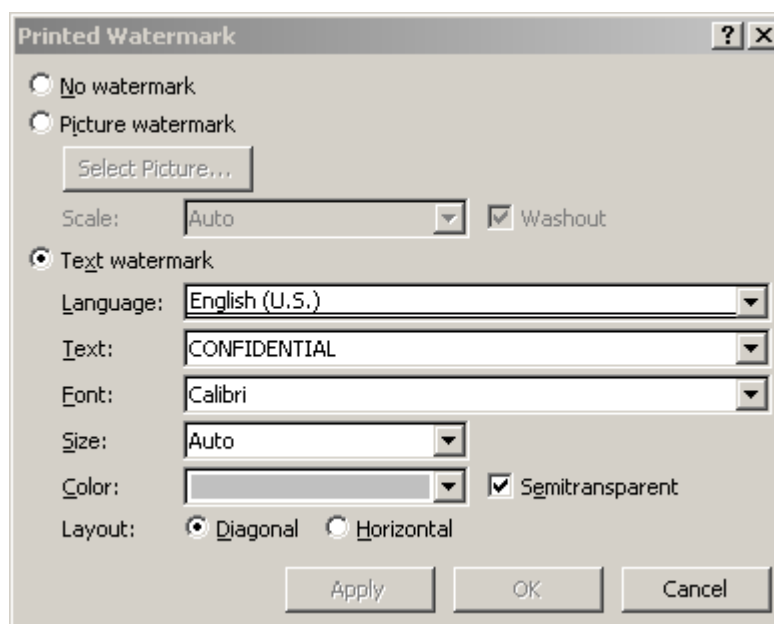 Printed Watermark
No watermark
Picture watermark
Select Picture...
Scale: Auto Washout
Text watermark
Language: English (U.S.)
Text: CONFIDENTIAL
Font: Calibri
Size: Auto
Color: Semitransparent
Layout: Diagonal Horizontal
Apply OK Cancel